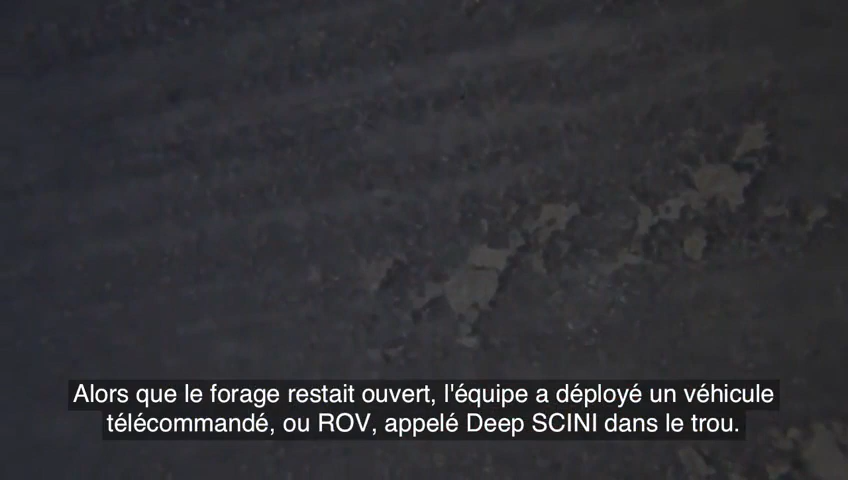 Alors que le forage restait ouvert, l'équipe a déployé un véhicule
télécommandé, ou ROV, appelé Deep SCINI dans le trou.